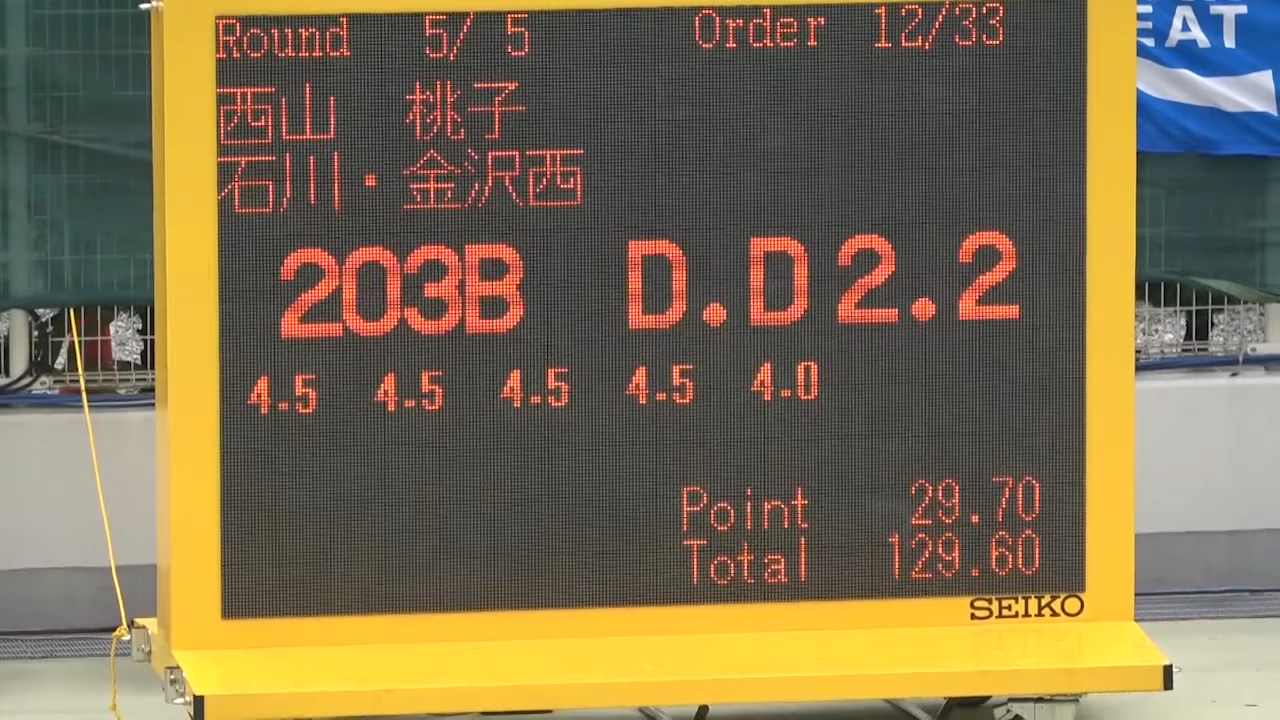 EAT
Round 5/ 5 Order 12/33
西山 桃子
石川・金沢西
203B D.D2.2
4.5 4.5 4.5 4.5 4.0
Point 29.70
Total 129.60
SEIKO